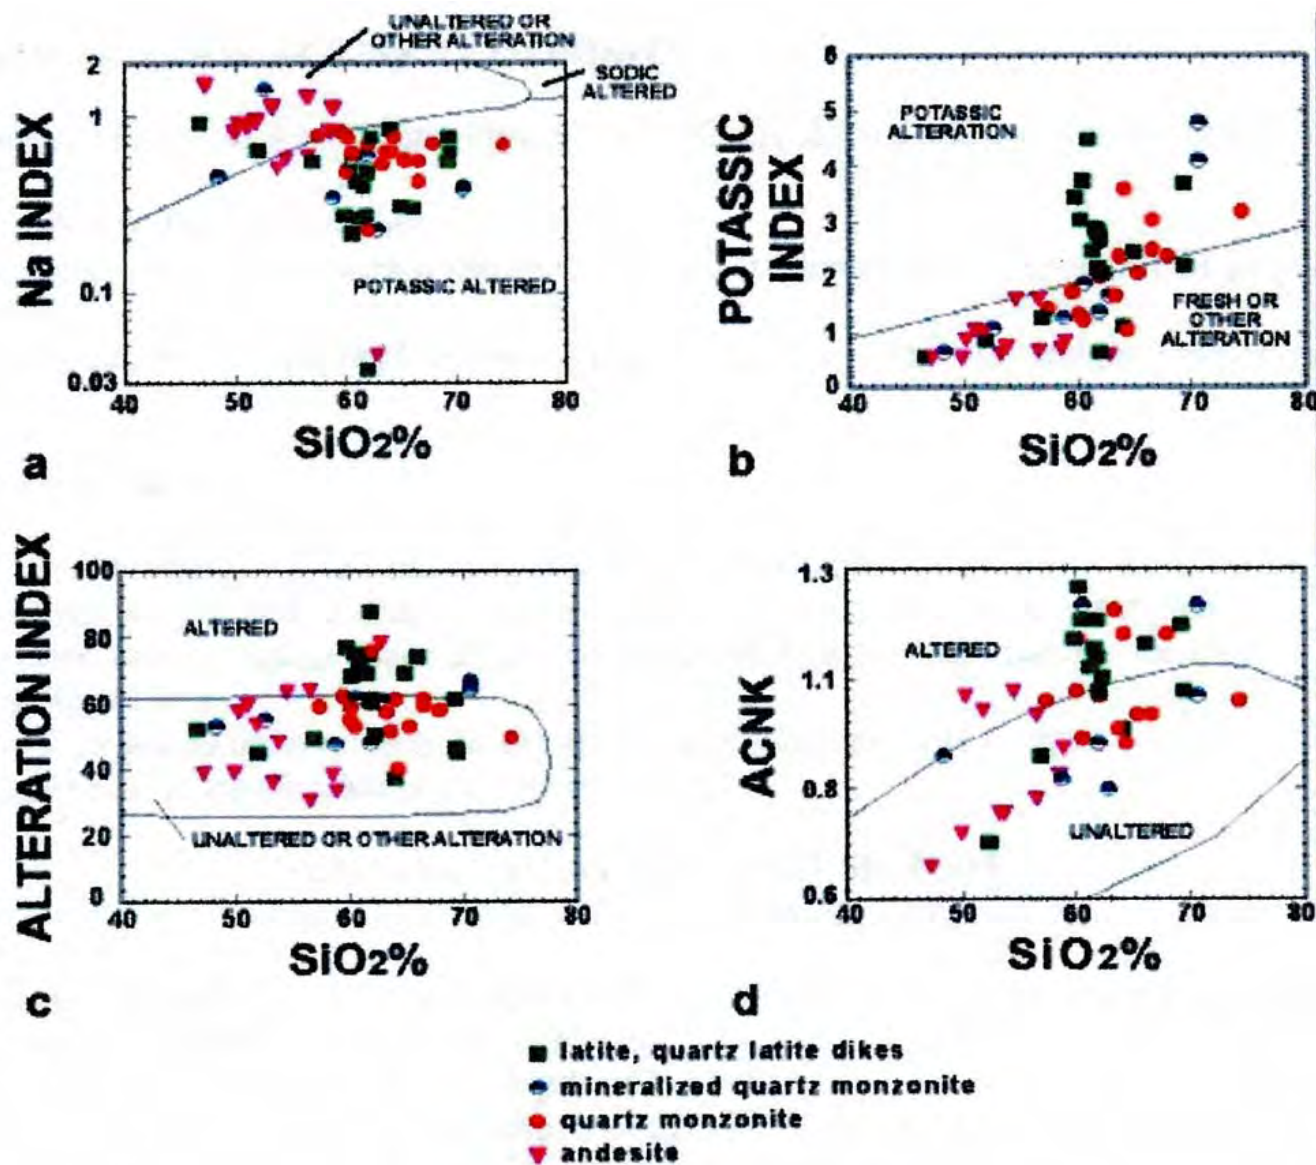 UNALTERED OR
OTHER ALTERATION
SODIC
ALTERED
POTASSIC ALTERED
Na INDEX
2
1
0.1
0.03
40 50 60 70 80
SiO2%
a
POTASSIC
ALTERATION
FRESH OR
OTHER
ALTERATION
POTASSIC
INDEX
6
5
4
3
2
1
0
40 50 60 70 80
SiO2%
b
ALTERED
UNALTERED OR OTHER ALTERATION
ALTERATION INDEX
100
80
60
40
20
0
40 50 60 70 80
SiO2%
c
ALTERED
UNALTERED
ACNK
1.3
1.1
0.8
0.6
40 50 60 70 80
SiO2%
d
latite, quartz latite dikes
mineralized quartz monzonite
quartz monzonite
andesite